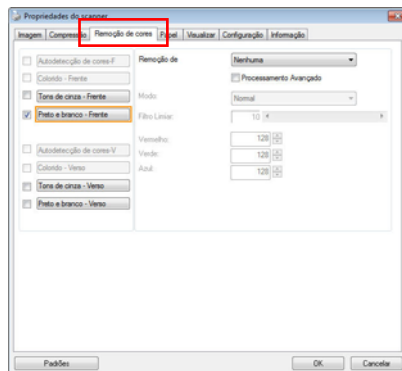 Propriedades do scanner
Imagem Compressão Remoção de cores Papel Visualizar Configuração Informação
Autodetecção de cores-F Remoção de Nenhuma
Colorido - Frente Processamento Avançado
Tons de cinza - Frente Modo: Normal
Preto e branco - Frente Filtro Limiar: 10
Vermelho: 128
Autodetecção de cores-V Verde: 128
Colorido - Verso Azul: 128
Tons de cinza - Verso
Preto e branco - Verso
Padrões OK Cancelar